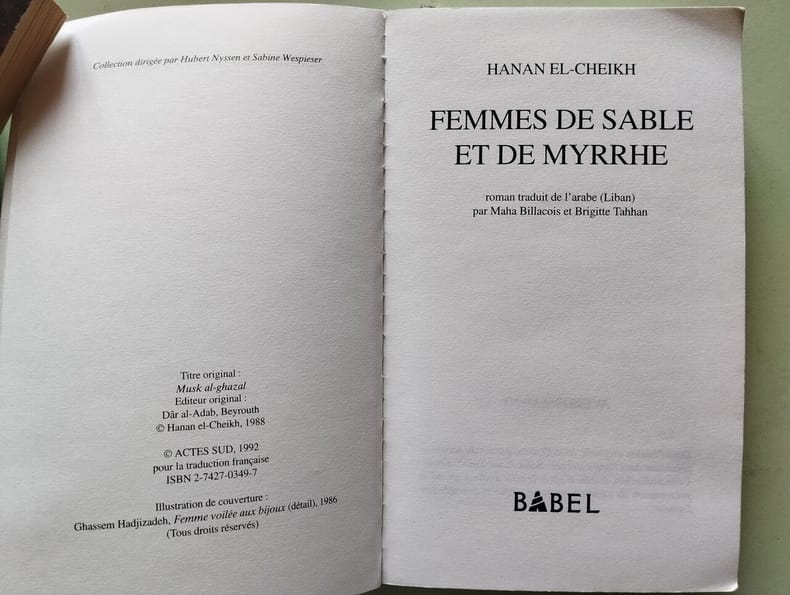 Collection dirigée par Hubert Nyssen et Sabine Wespieser
Titre original :
Musk al-ghazal
Editeur original :
Dâr al-Adab, Beyrouth
© Hanan el-Cheikh, 1988
© ACTES SUD, 1992
pour la traduction française
ISBN 2-7427-0349-7
Illustration de couverture :
Ghassem Hadjizadeh, Femme voilée aux bijoux (détail), 1986
(Tous droits réservés)
HANAN EL-CHEIKH
FEMMES DE SABLE
ET DE MYRRHE
roman traduit de l'arabe (Liban)
par Maha Billacois et Brigitte Tahhan
BABEL